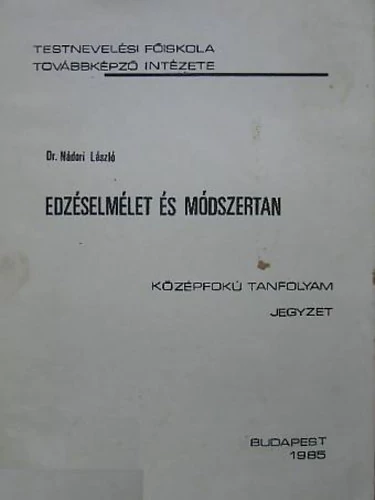 TESTNEVELÉSI FŐISKOLA
TOVÁBBKÉPZŐ INTÉZETE
Dr. Nádori László
EDZÉSELMÉLET ÉS MÓDSZERTAN
KÖZÉPFOKÚ TANFOLYAM
JEGYZET
BUDAPEST
1985